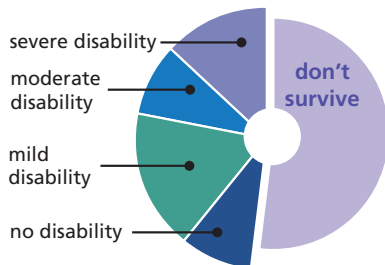 severe disability
moderate
disability
mild
disability
no disability
don't
survive